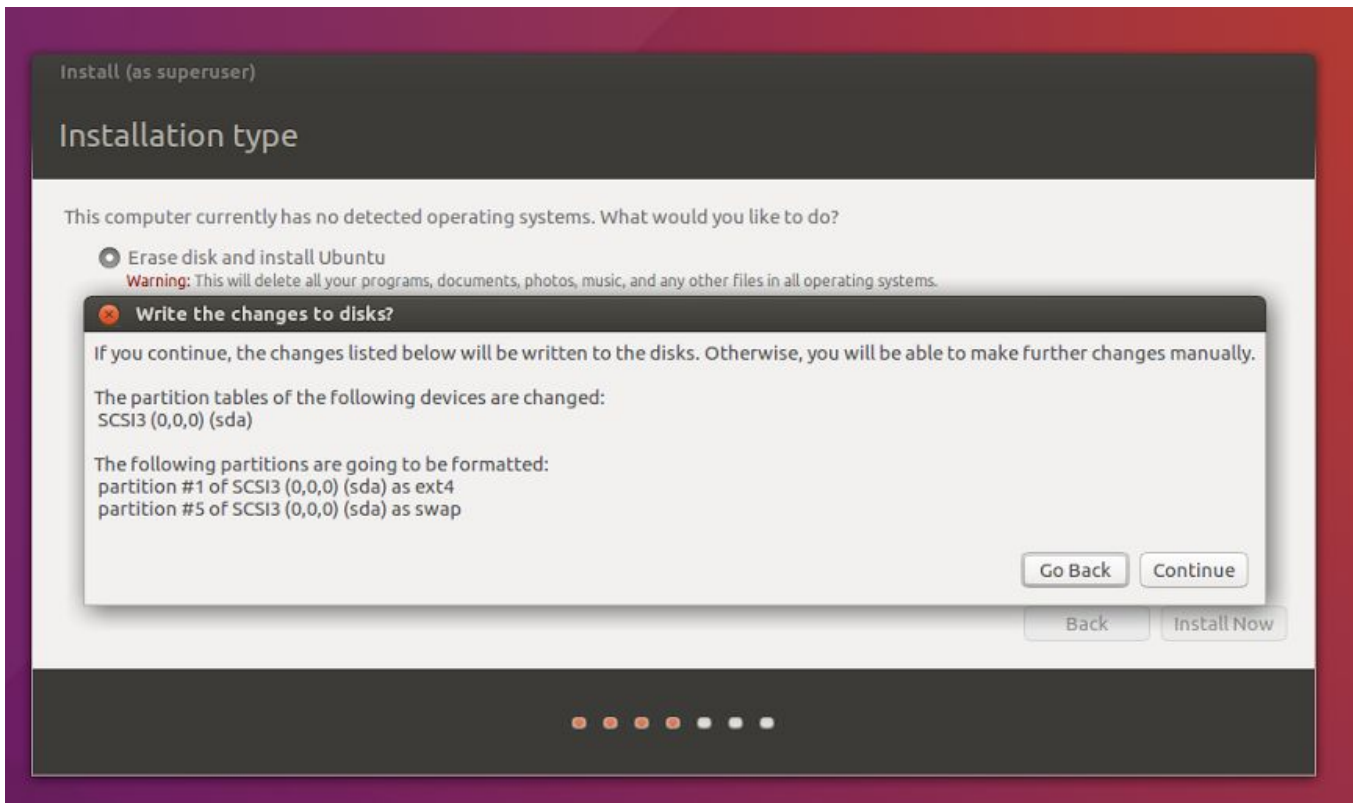 Install (as superuser)
Installation type
This computer currently has no detected operating systems. What would you like to do?
Erase disk and install Ubuntu
Warning: This will delete all your programs, documents, photos, music, and any other files in all operating systems.
Write the changes to disks?
If you continue, the changes listed below will be written to the disks. Otherwise, you will be able to make further changes manually.
The partition tables of the following devices are changed:
SCSI3 (0,0,0) (sda)
The following partitions are going to be formatted:
partition #1 of SCSI3 (0,0,0) (sda) as ext4
partition #5 of SCSI3 (0,0,0) (sda) as swap
Go Back Continue
Back Install Now